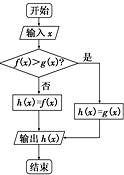 开始
输入x
f(x)>g(x)?
是
否
h(x)=f(x)
h(x)=g(x)
输出h(x)
结束